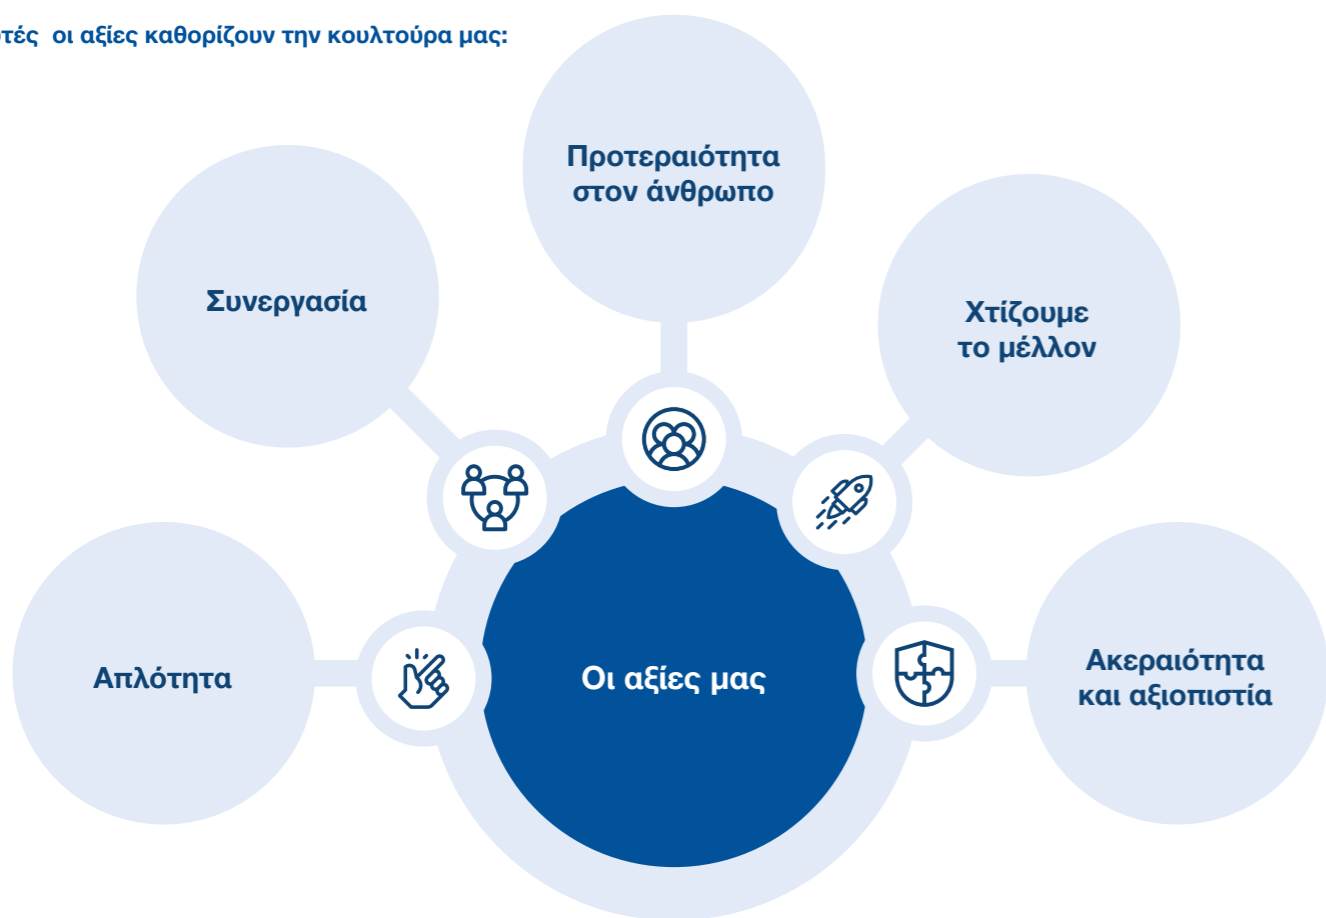 οι αξίες καθορίζουν την κουλτούρα μας:
Προτεραιότητα
στον άνθρωπο
Συνεργασία
Χτίζουμε
το μέλλον
Απλότητα
Οι αξίες μας
Ακεραιότητα
και αξιοπιστία